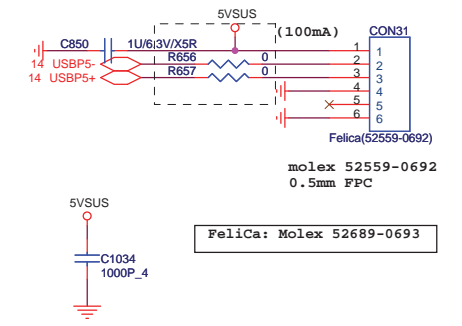 5VSUS
(100mA)
CON31
C850
1U/6.3V/X5R
1
1
14 USBP5-
R656
0
2
2
14 USBP5+
R657
0
3
3
4
4
5
5
6
6
Felica(52559-0692)
molex 52559-0692
0.5mm FPC
5VSUS
FeliCa: Molex 52689-0693
C1034
1000P_4